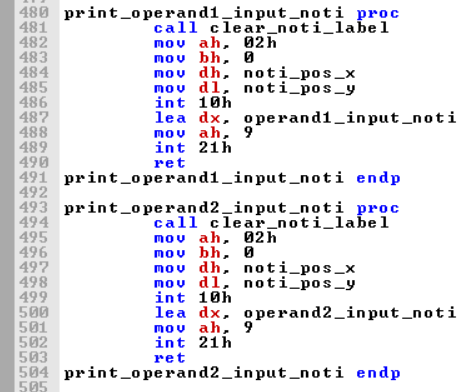 480 print_operand1_input_noti proc
481 call clear_noti_label
482 mov ah, 02h
483 mov bh, 0
484 mov dh, noti_pos_x
485 mov dl, noti_pos_y
486 int 10h
487 lea dx, operand1_input_noti
488 mov ah, 9
489 int 21h
490 ret
491 print_operand1_input_noti endp
492
493 print_operand2_input_noti proc
494 call clear_noti_label
495 mov ah, 02h
496 mov bh, 0
497 mov dh, noti_pos_x
498 mov dl, noti_pos_y
499 int 10h
500 lea dx, operand2_input_noti
501 mov ah, 9
502 int 21h
503 ret
504 print_operand2_input_noti endp
505